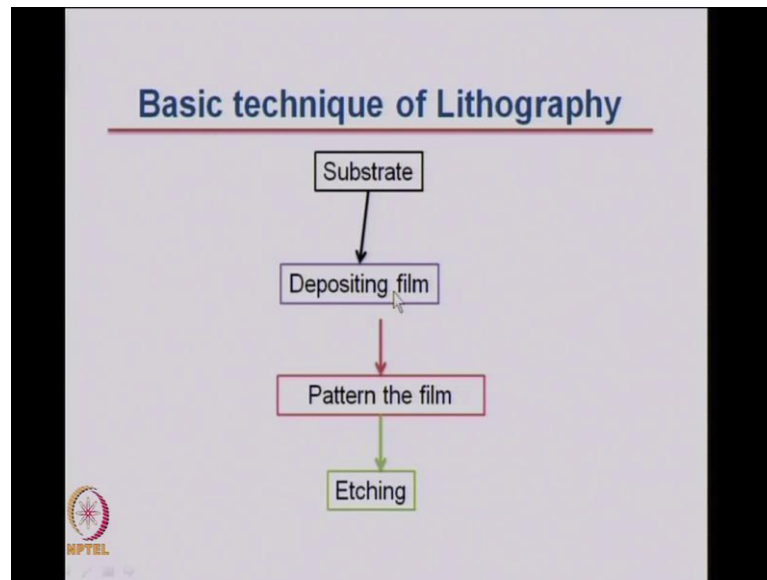 Basic technique of Lithography
Substrate
Depositing film
Pattern the film
Etching
NPTEL